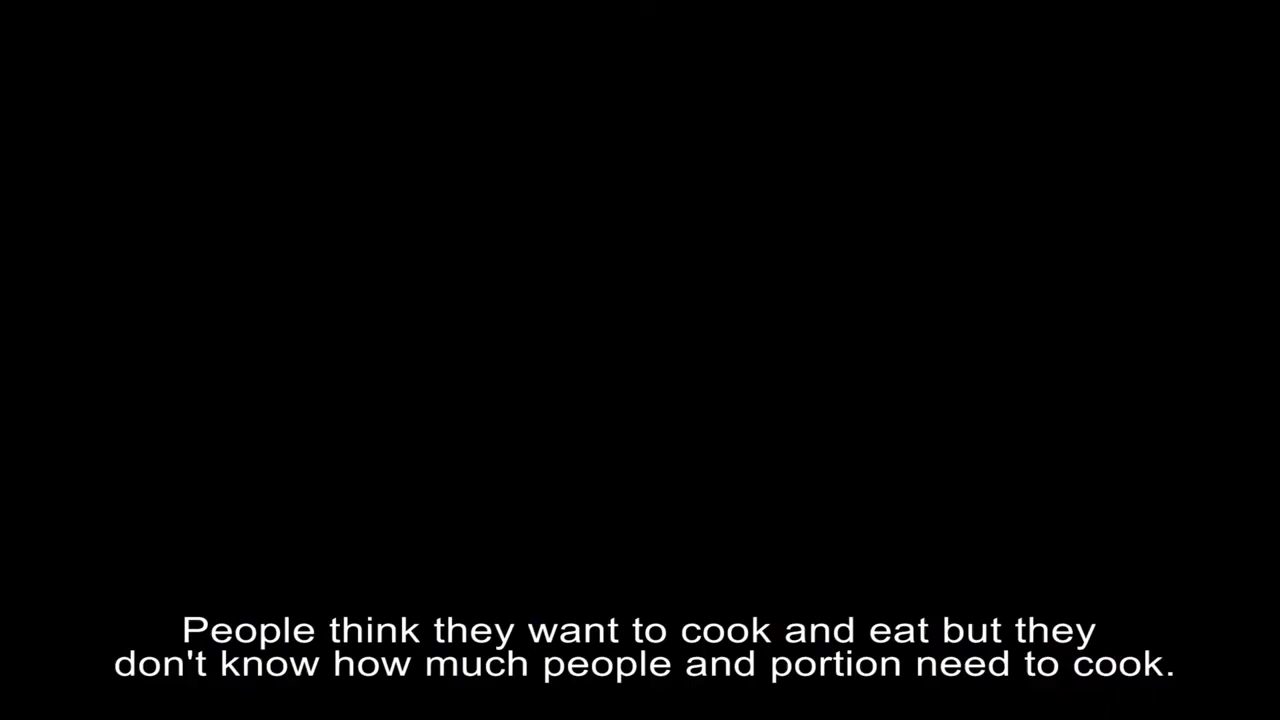 People think they want to cook and eat but they
don't know how much people and portion need to cook.